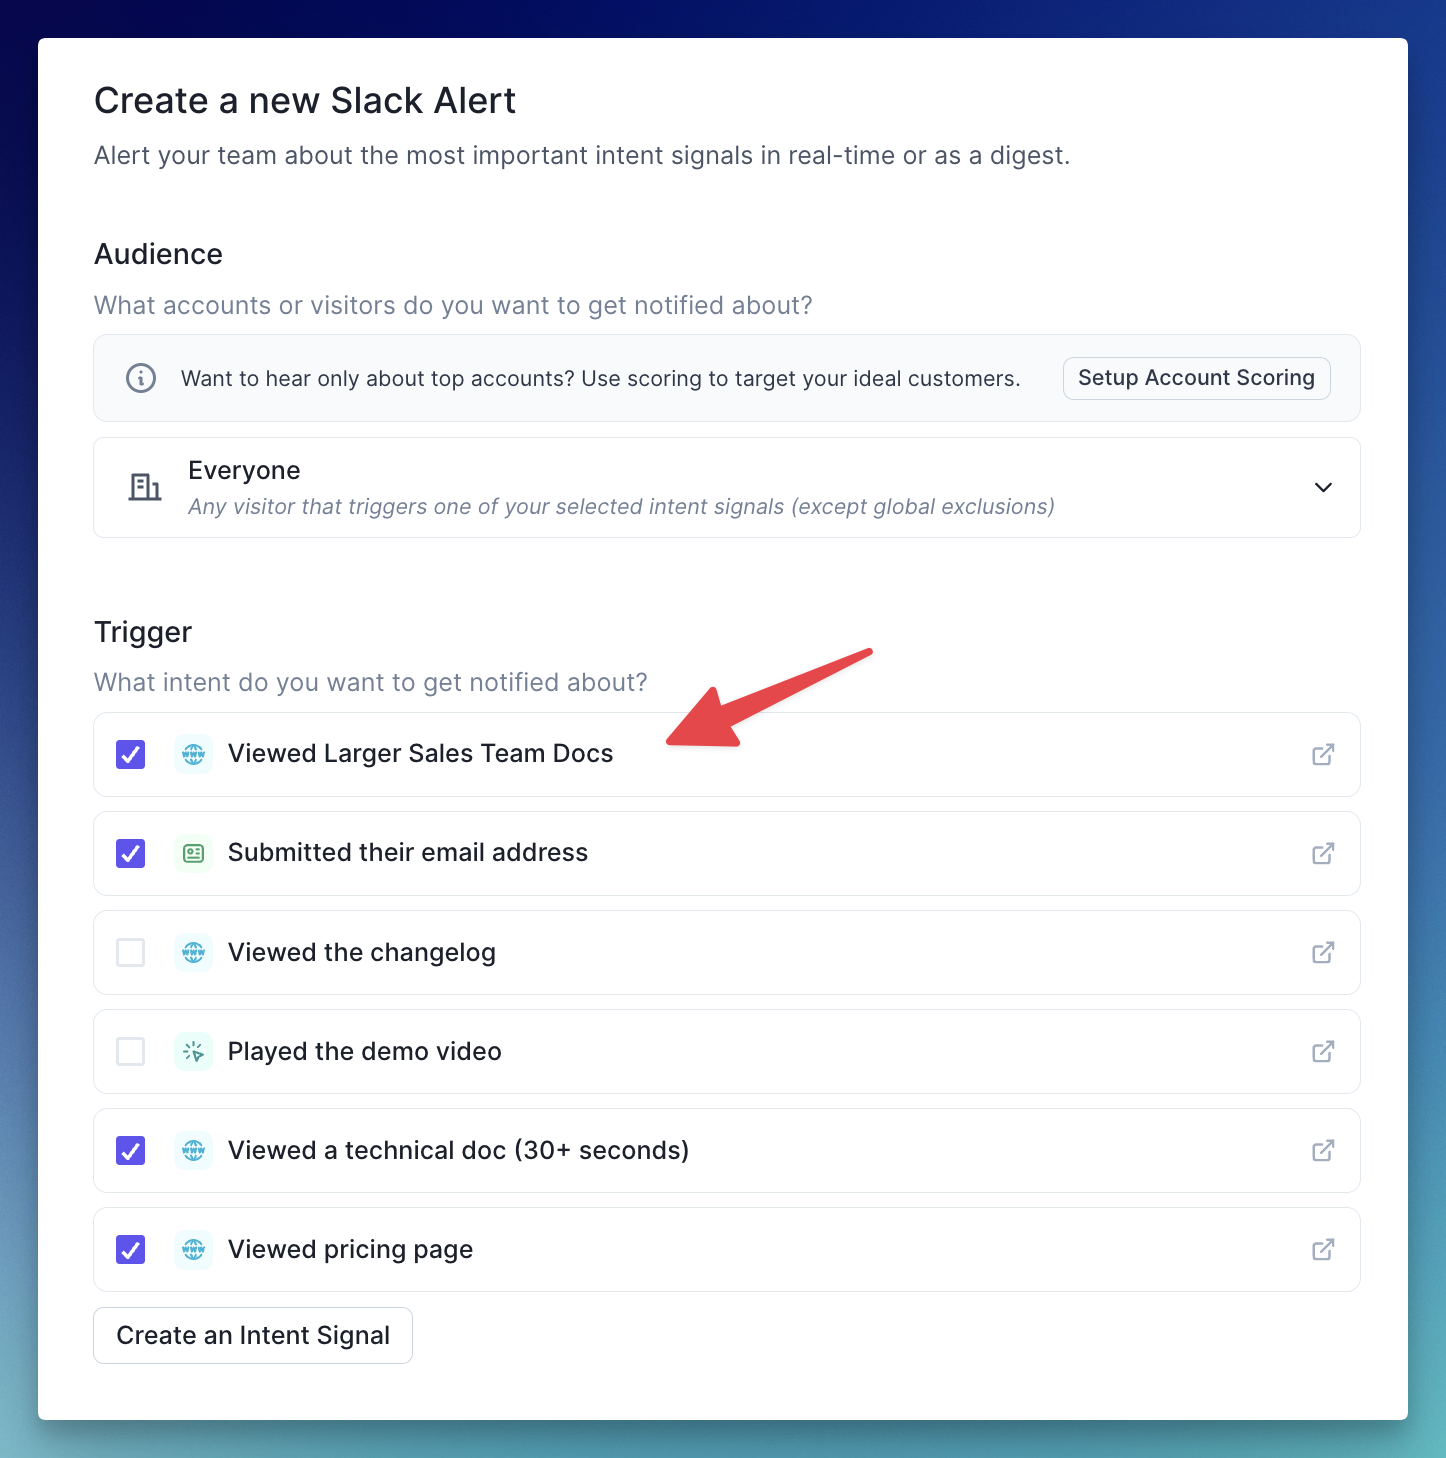 Create a new Slack Alert
Alert your team about the most important intent signals in real-time or as a digest.
Audience
What accounts or visitors do you want to get notified about?
Want to hear only about top accounts? Use scoring to target your ideal customers.
Setup Account Scoring
Everyone
Any visitor that triggers one of your selected intent signals (except global exclusions)
Trigger
What intent do you want to get notified about?
www
Viewed Larger Sales Team Docs
Submitted their email address
www
Viewed the changelog
Played the demo video
www
Viewed a technical doc (30+ seconds)
www
Viewed pricing page
Create an Intent Signal